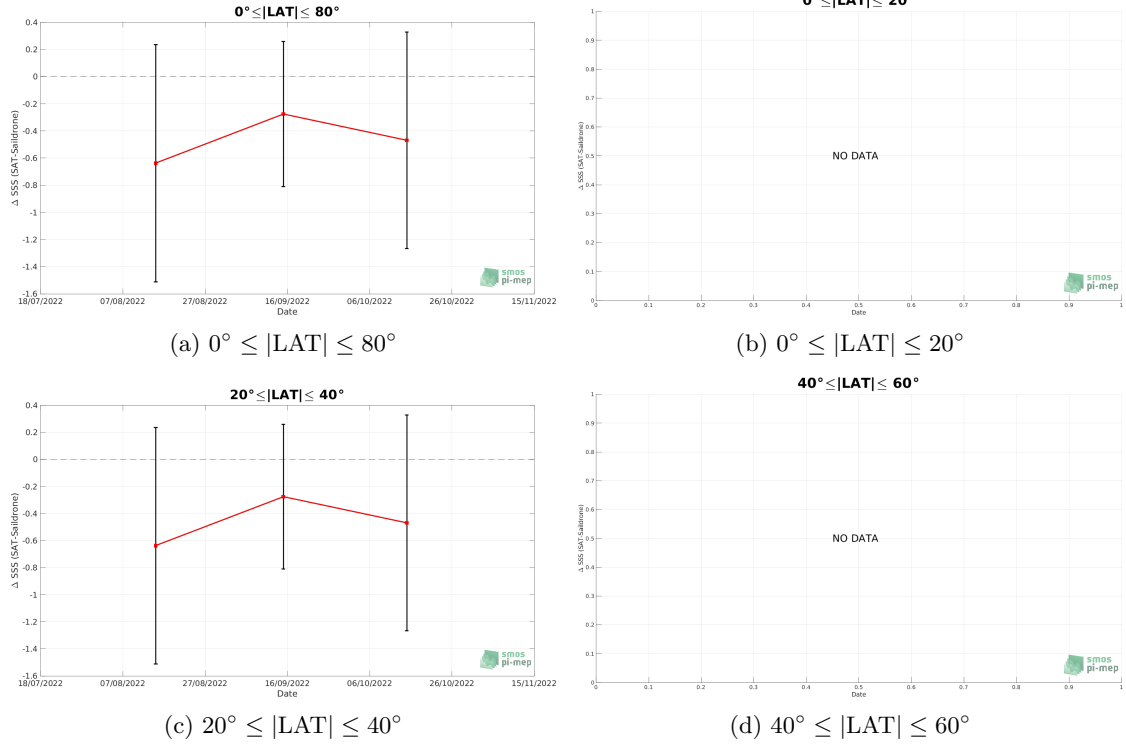 0°≤|LAT|≤ 80°
0.4
0.2
0
-0.2
-0.4
-0.6
-0.8
-1
-1.2
-1.4
-1.6
Δ SSS (SAT-Saildrone)
18/07/2022 07/08/2022 27/08/2022 16/09/2022 06/10/2022 26/10/2022 15/11/2022
Date
smos
pi-mep
(a) 0° ≤ |LAT| ≤ 80°
0°≤|LAT|≤ 20°
1
0.9
0.8
0.7
0.6
0.5
0.4
0.3
0.2
0.1
0
Δ SSS (SAT-Saildrone)
NO DATA
0 0.1 0.2 0.3 0.4 0.5 0.6 0.7 0.8 0.9 1
Date
smos
pi-mep
(b) 0° ≤ |LAT| ≤ 20°
20°≤|LAT|≤ 40°
0.4
0.2
0
-0.2
-0.4
-0.6
-0.8
-1
-1.2
-1.4
-1.6
Δ SSS (SAT-Saildrone)
18/07/2022 07/08/2022 27/08/2022 16/09/2022 06/10/2022 26/10/2022 15/11/2022
Date
smos
pi-mep
(c) 20° ≤ |LAT| ≤ 40°
40°≤|LAT|≤ 60°
1
0.9
0.8
0.7
0.6
0.5
0.4
0.3
0.2
0.1
0
Δ SSS (SAT-Saildrone)
NO DATA
0 0.1 0.2 0.3 0.4 0.5 0.6 0.7 0.8 0.9 1
Date
smos
pi-mep
(d) 40° ≤ |LAT| ≤ 60°